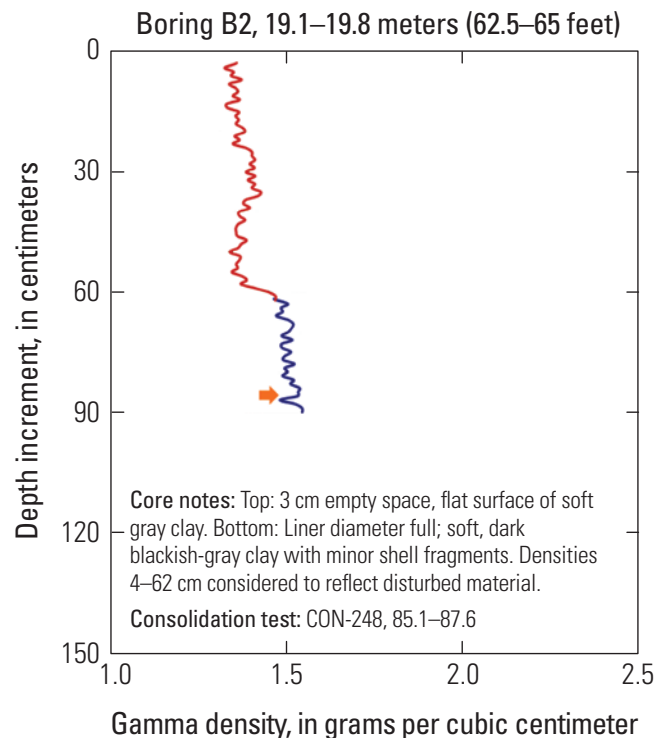 Boring B2, 19.1–19.8 meters (62.5–65 feet)
0
30
60
90
120
150
Depth increment, in centimeters
Core notes: Top: 3 cm empty space, flat surface of soft
gray clay. Bottom: Liner diameter full; soft, dark
blackish-gray clay with minor shell fragments. Densities
4–62 cm considered to reflect disturbed material.
Consolidation test: CON-248, 85.1–87.6
1.0 1.5 2.0 2.5
Gamma density, in grams per cubic centimeter